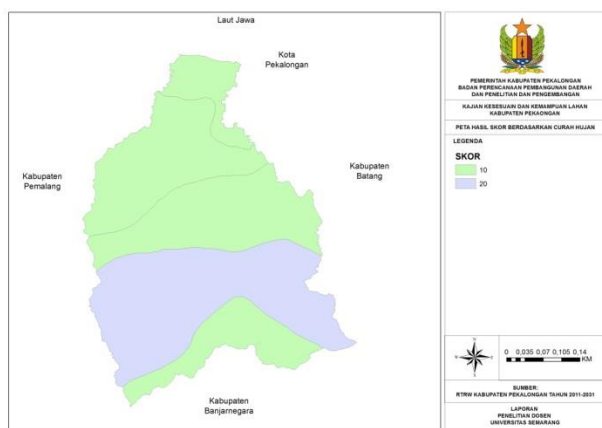 Laut Jawa
Kota
Pekalongan
Kabupaten
Pemalang
Kabupaten
Batang
Kabupaten
Banjarnegara
PEMERINTAH KABUPATEN PEKALONGAN
BADAN PERENCANAAN PEMBANGUNAN DAERAH
DAN PENELITIAN DAN PENGEMBANGAN
KAJIAN KESESUAIN DAN KEMAMPUAN LAHAN
KABUPATEN PEKAONGAN
PETA HASIL SKOR BERDASARKAN CURAH HUJAN
LEGENDA
SKOR
10
20
N
W
E
S
0 0,035 0,07 0,105 0,14
KM
SUMBER:
RTRW KABUPATEN PEKALONGAN TAHUN 2011-2031
LAPORAN
PENELITIAN DOSEN
UNIVERSITAS SEMARANG